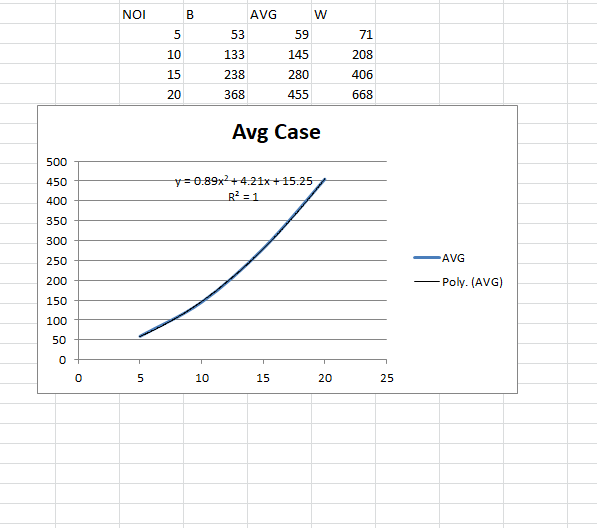 NOI B AVG W
5 53 59 71
10 133 145 208
15 238 280 406
20 368 455 668
Avg Case
500
450
400
350
300
250
200
150
100
50
0
y = 0.89x² + 4.21x + 15.25
R² = 1
AVG
Poly. (AVG)
0 5 10 15 20 25